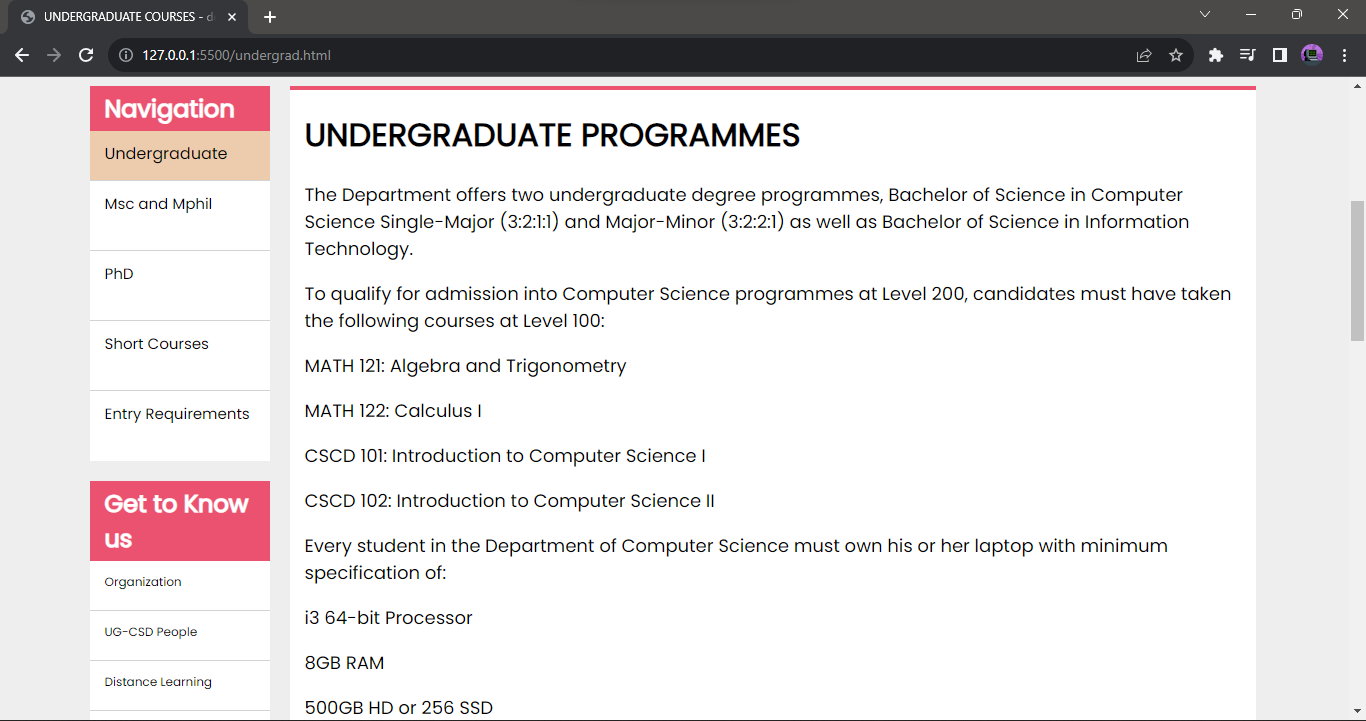 UNDERGRADUATE COURSES - d
127.0.0.1:5500/undergrad.html
Navigation
Undergraduate
Msc and Mphil
PhD
Short Courses
Entry Requirements
Get to Know
us
Organization
UG-CSD People
Distance Learning
UNDERGRADUATE PROGRAMMES
The Department offers two undergraduate degree programmes, Bachelor of Science in Computer
Science Single-Major (3:2:1:1) and Major-Minor (3:2:2:1) as well as Bachelor of Science in Information
Technology.
To qualify for admission into Computer Science programmes at Level 200, candidates must have taken
the following courses at Level 100:
MATH 121: Algebra and Trigonometry
MATH 122: Calculus I
CSCD 101: Introduction to Computer Science I
CSCD 102: Introduction to Computer Science II
Every student in the Department of Computer Science must own his or her laptop with minimum
specification of:
i3 64-bit Processor
8GB RAM
500GB HD or 256 SSD